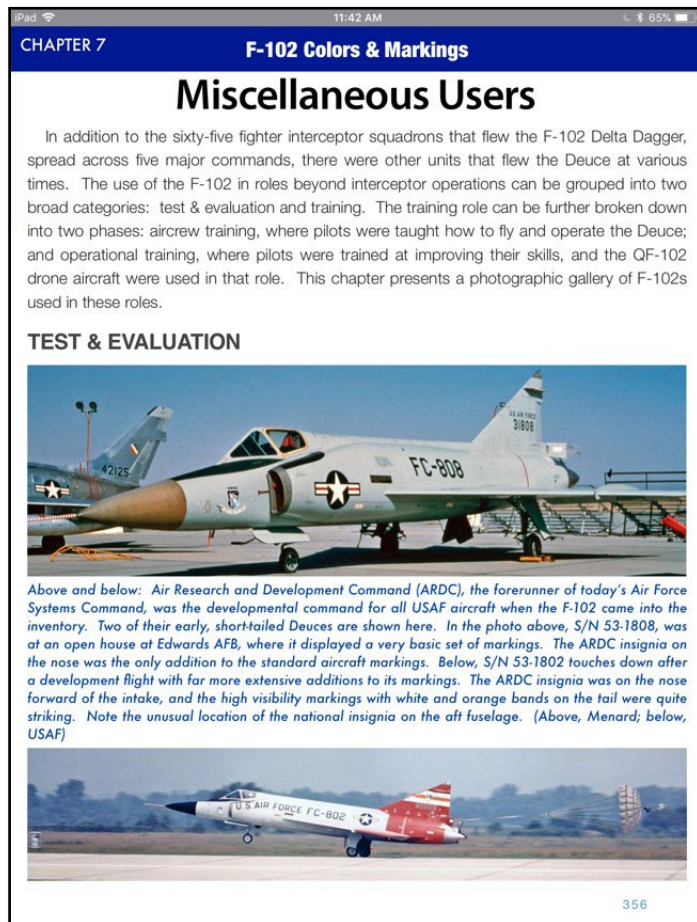 iPad 11:42 AM 65%
CHAPTER 7 F-102 Colors & Markings
Miscellaneous Users
In addition to the sixty-five fighter interceptor squadrons that flew the F-102 Delta Dagger,
spread across five major commands, there were other units that flew the Deuce at various
times. The use of the F-102 in roles beyond interceptor operations can be grouped into two
broad categories: test & evaluation and training. The training role can be further broken down
into two phases: aircrew training, where pilots were taught how to fly and operate the Deuce;
and operational training, where pilots were trained at improving their skills, and the QF-102
drone aircraft were used in that role. This chapter presents a photographic gallery of F-102s
used in these roles.
TEST & EVALUATION
U.S. AIR FORCE
31808
42125
FC-808
Above and below: Air Research and Development Command (ARDC), the forerunner of today's Air Force
Systems Command, was the developmental command for all USAF aircraft when the F-102 came into the
inventory. Two of their early, short-tailed Deuces are shown here. In the photo above, S/N 53-1808, was
at an open house at Edwards AFB, where it displayed a very basic set of markings. The ARDC insignia on
the nose was the only addition to the standard aircraft markings. Below, S/N 53-1802 touches down after
a development flight with far more extensive additions to its markings. The ARDC insignia was on the nose
forward of the intake, and the high visibility markings with white and orange bands on the tail were quite
striking. Note the unusual location of the national insignia on the aft fuselage. (Above, Menard; below,
USAF)
U.S. AIR FORCE FC-802
356